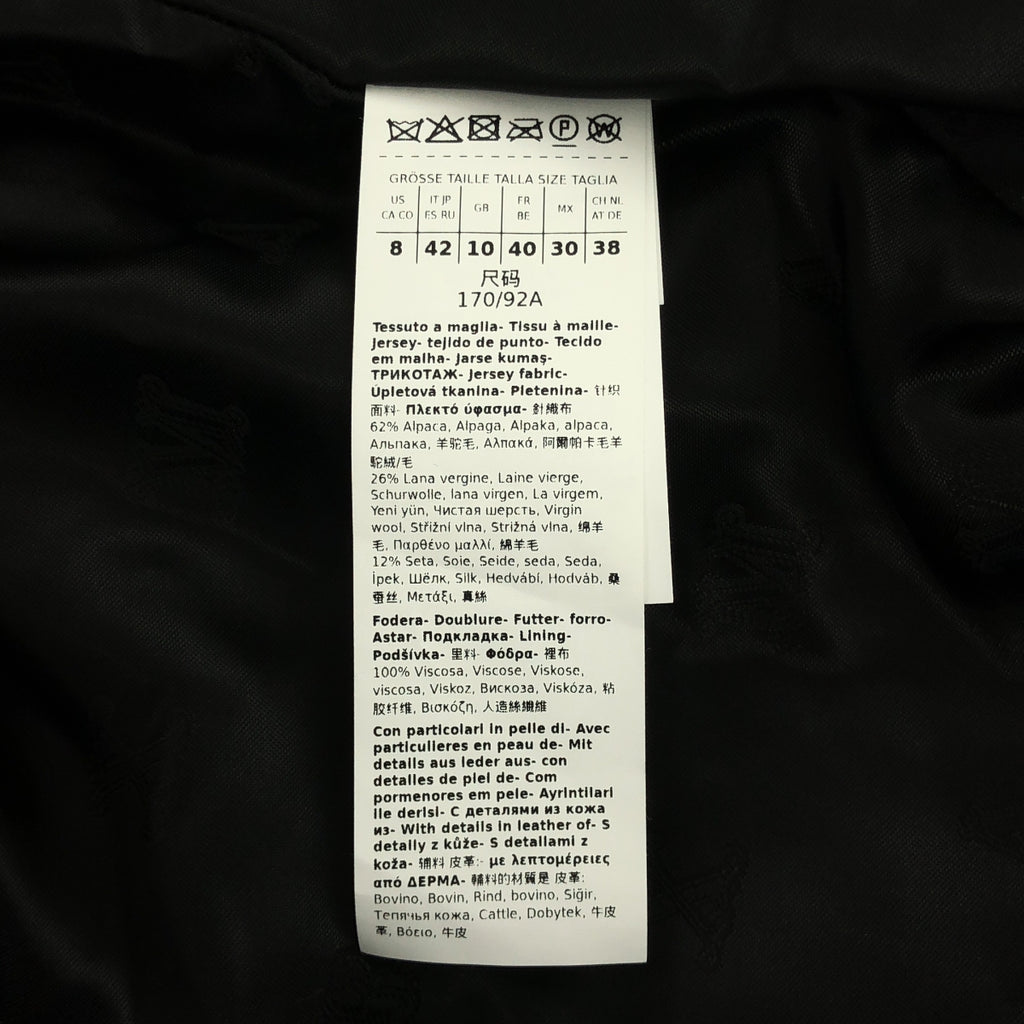 GRÖSSE TAILLE TALLA SIZE TAGLIA
US CA CO IT JP ES RU GB FR BE MX CH NL AT DE
8 42 10 40 30 38
尺码
170/92A
Tessuto a maglia- Tissu à maille-
Jersey- tejido de punto- Tecido
em malha- Jarse kumaş-
ТРИКОТАЖ- Jersey fabric-
Úpletová tkanina- Pletenina- 针织
面料- Πλεκτό ύφασμα- 針織布
62% Alpaca, Alpaga, Alpaka, alpaca,
Альпака, 羊驼毛, Αλπακά, 阿爾帕卡毛羊
駝絨/毛
26% Lana vergine, Laine vierge,
Schurwolle, lana virgen, La virgem,
Yeni yün, Чистая шерсть, Virgin
wool, Střižní vlna, Strižná vlna, 绵羊
毛, Παρθένο μαλλί, 綿羊毛
12% Seta, Soie, Seide, seda, Seda,
İpek, Шёлк, Silk, Hedvábí, Hodváb, 桑
蚕丝, Μετάξι, 真絲
Fodera- Doublure- Futter- forro-
Astar- Подкладка- Lining-
Podšívka- 里料- Φόδρα- 裡布
100% Viscosa, Viscose, Viskose,
viscosa, Viskoz, Вискоза, Viskóza, 粘
胶纤维, Βισκόζη, 人造絲纖維
Con particolari in pelle di- Avec
particulieres en peau de- Mit
details aus leder aus- con
detalles de piel de- Com
pormenores em pele- Ayrintilari
ile derisi- С деталями из кожа
из- With details in leather of- S
detaily z kůže- S detailami z
koža- 辅料 皮革:- με λεπτομέρειες
από ΔΕΡΜΑ- 輔料的材質是 皮革:
Bovino, Bovin, Rind, bovino, Siğir,
Телячья кожа, Cattle, Dobytek, 牛皮
革, Βόειο, 牛皮